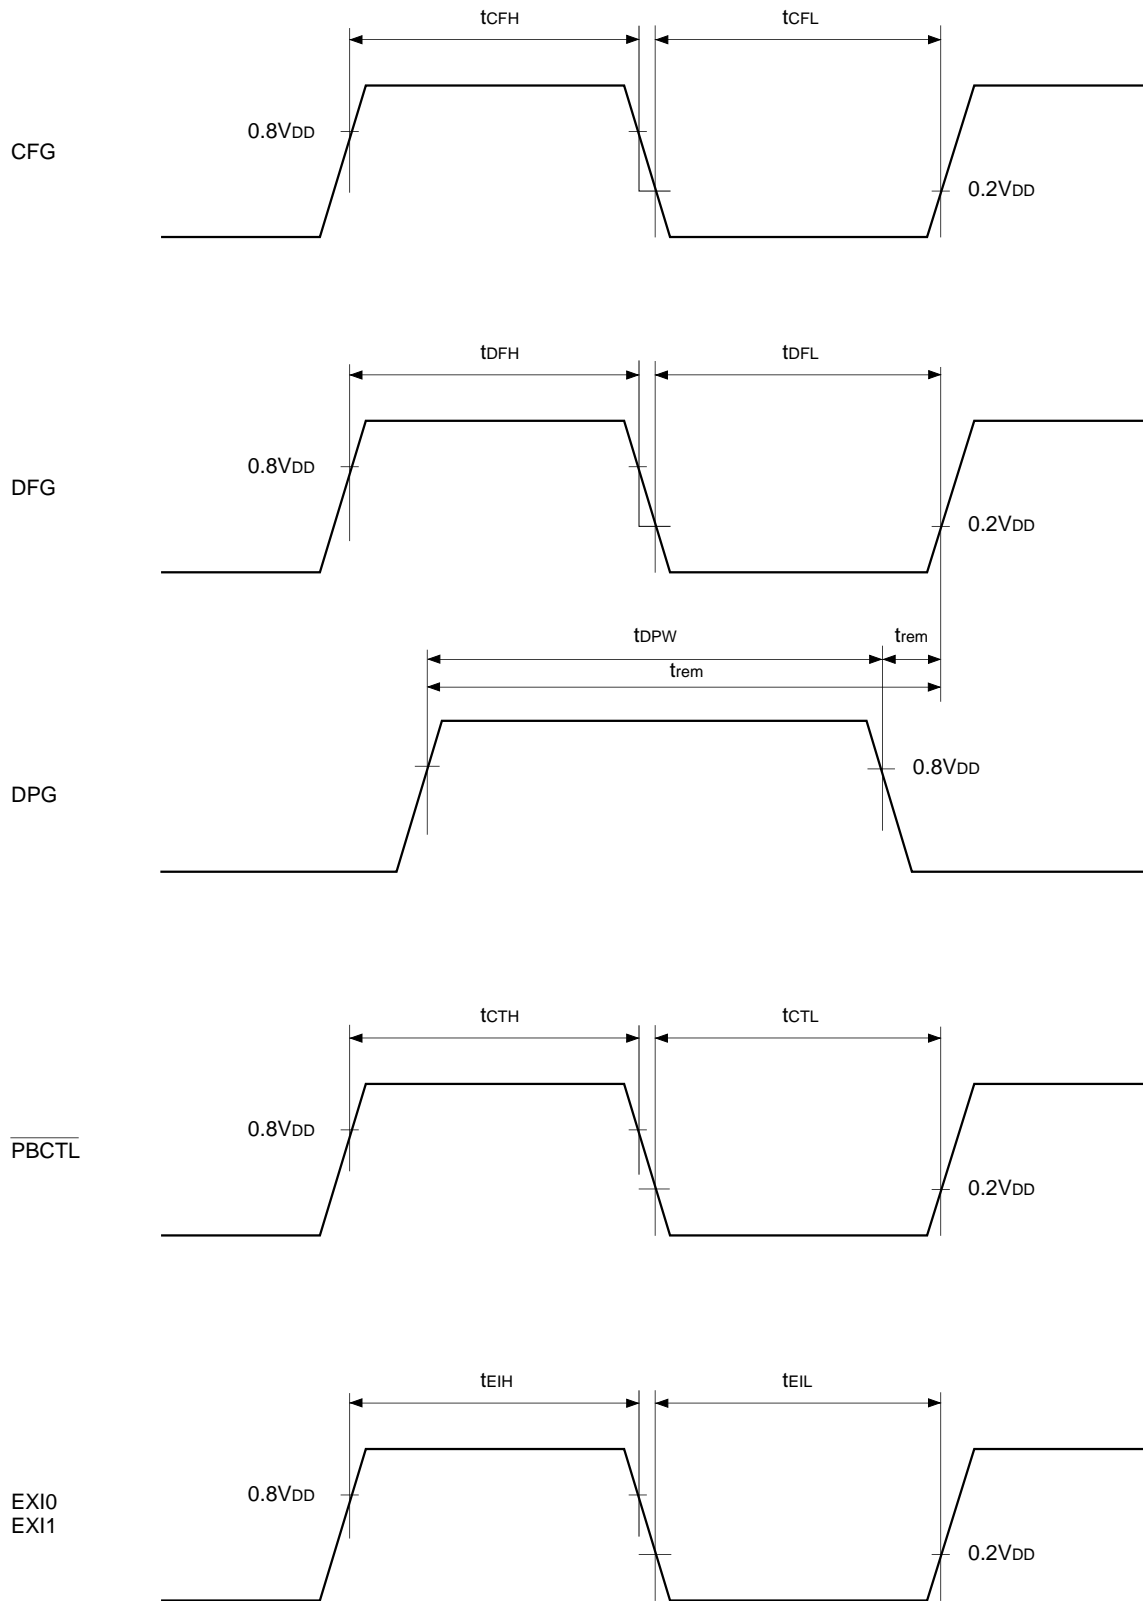 tCFH tCFL
0.8VDD
CFG
0.2VDD
tDFH tDFL
0.8VDD
DFG
0.2VDD
tDPW trem
trem
0.8VDD
DPG
tCTH tCTL
0.8VDD
PBCTL
0.2VDD
tEIH tEIL
0.8VDD
EXI0
EXI1
0.2VDD